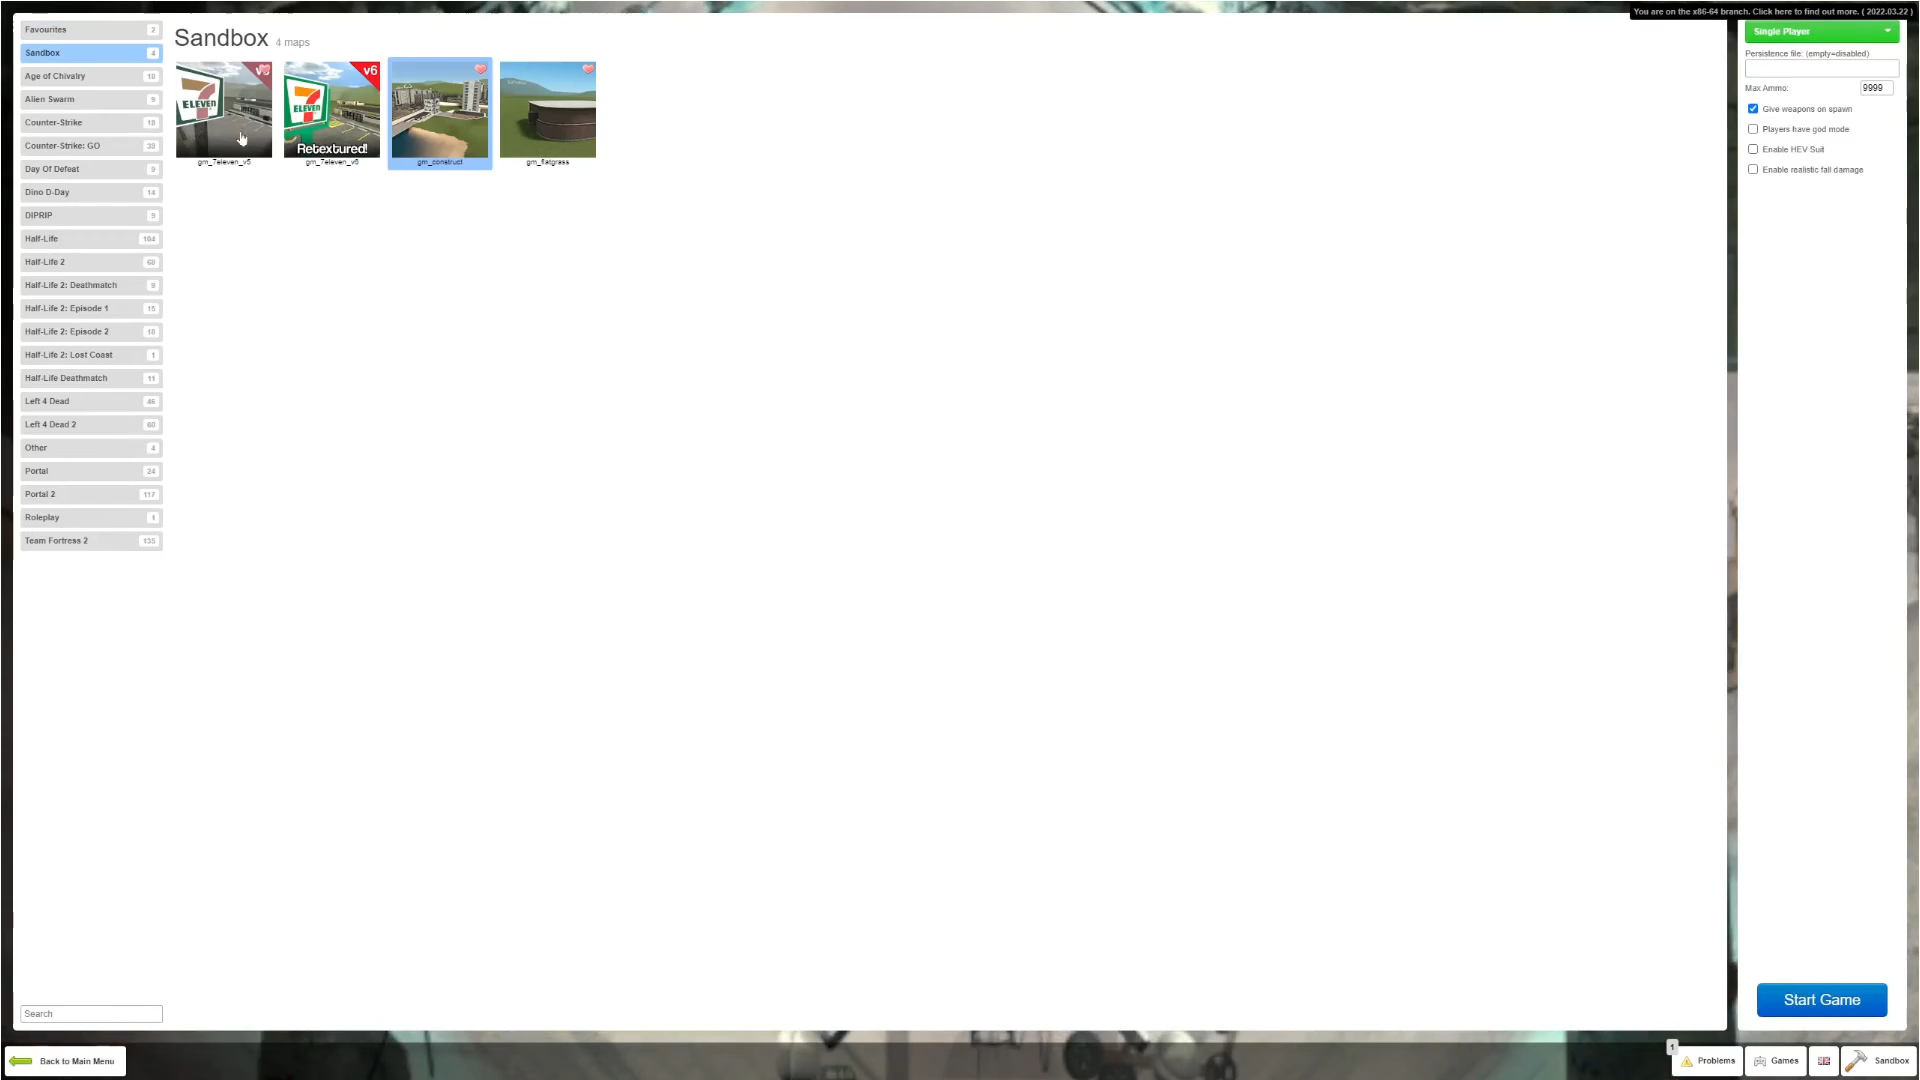 You are on the x86-64 branch. Click here to find out more. ( 2022.03.22 )
Favourites 2
Sandbox 4
Age of Chivalry 10
Alien Swarm 9
Counter-Strike 18
Counter-Strike: GO 39
Day Of Defeat 9
Dino D-Day 14
DIPRIP 9
Half-Life 104
Half-Life 2 68
Half-Life 2: Deathmatch 9
Half-Life 2: Episode 1 15
Half-Life 2: Episode 2 18
Half-Life 2: Lost Coast 1
Half-Life Deathmatch 11
Left 4 Dead 46
Left 4 Dead 2 60
Other 4
Portal 24
Portal 2 117
Roleplay 1
Team Fortress 2 135
Search
Sandbox 4 maps
ELEVEN
gm_7eleven_v5
v6
ELEVEN
Retextured!
gm_7eleven_v6
gm_construct
gm_flatgrass
Single Player
Persistence file: (empty=disabled)
Max Ammo: 9999
Give weapons on spawn
Players have god mode
Enable HEV Suit
Enable realistic fall damage
Start Game
Back to Main Menu
1
Problems
Games
Sandbox